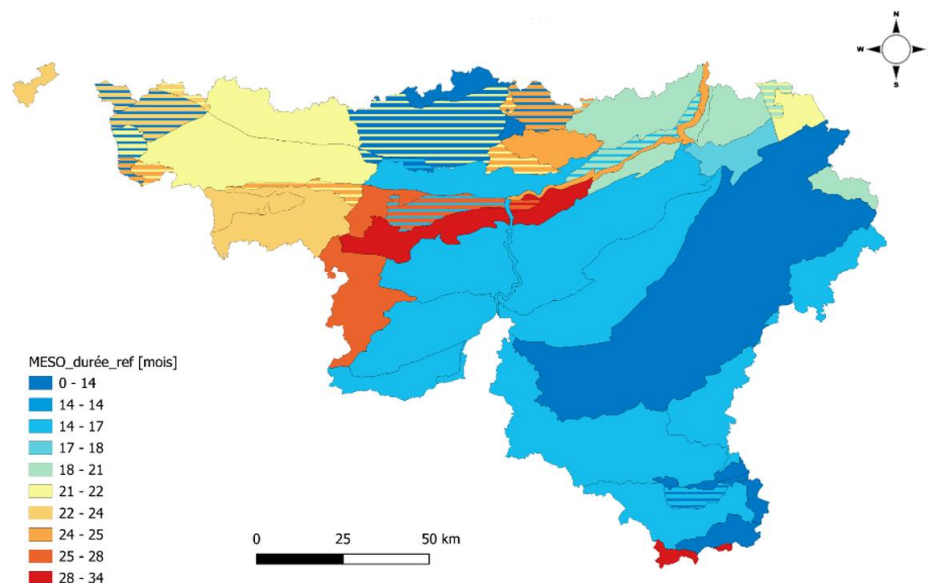 N
W
E
S
MESO_durée_ref [mois]
0 - 14
14 - 14
14 - 17
17 - 18
18 - 21
21 - 22
22 - 24
24 - 25
25 - 28
28 - 34
0 25 50 km